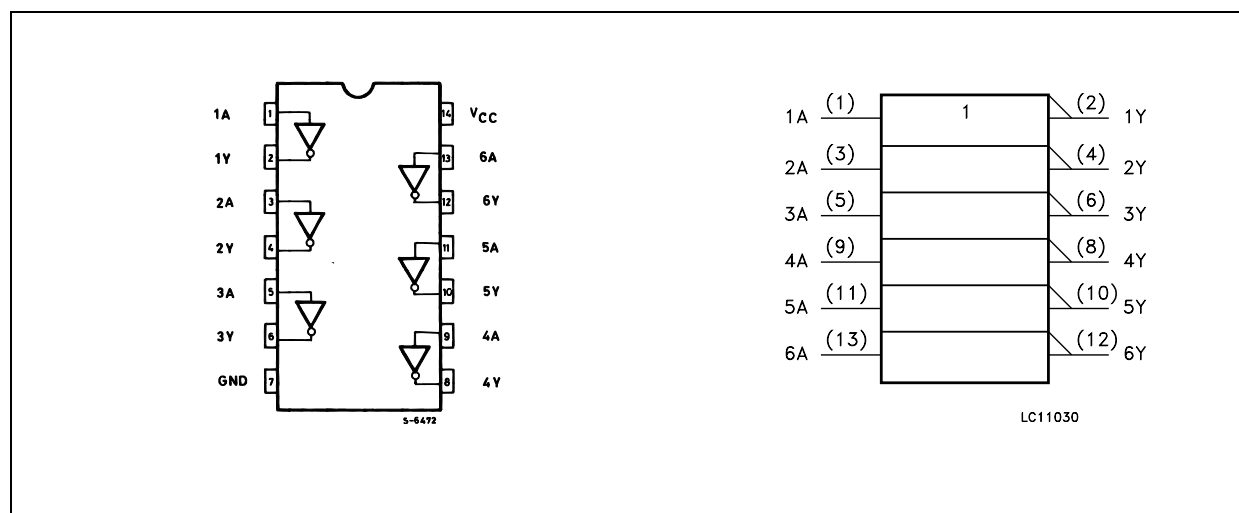 1A 1 14 VCC
1Y 2 13 6A
2A 3 12 6Y
2Y 4 11 5A
3A 5 10 5Y
3Y 6 9 4A
GND 7 8 4Y
S-6472
1A (1) 1 (2) 1Y
2A (3) (4) 2Y
3A (5) (6) 3Y
4A (9) (8) 4Y
5A (11) (10) 5Y
6A (13) (12) 6Y
LC11030